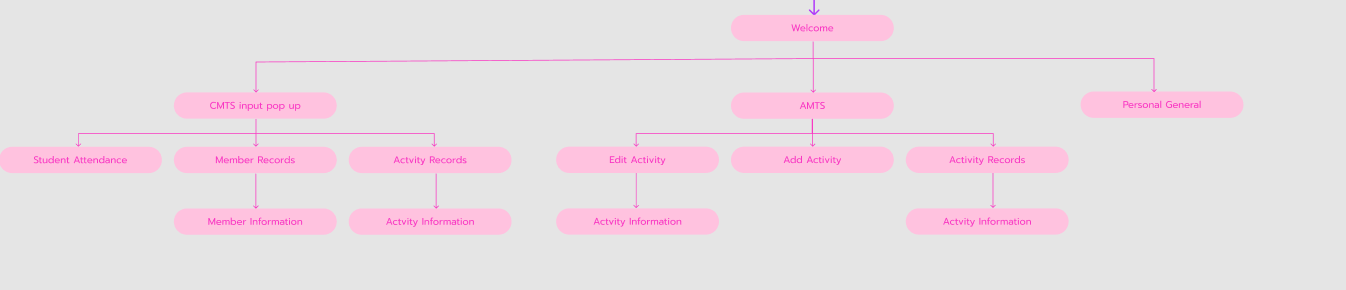 Welcome
CMTS input pop up
AMTS
Personal General
Student Attendance
Member Records
Actvity Records
Edit Activity
Add Activity
Activity Records
Member Information
Actvity Information
Actvity Information
Actvity Information